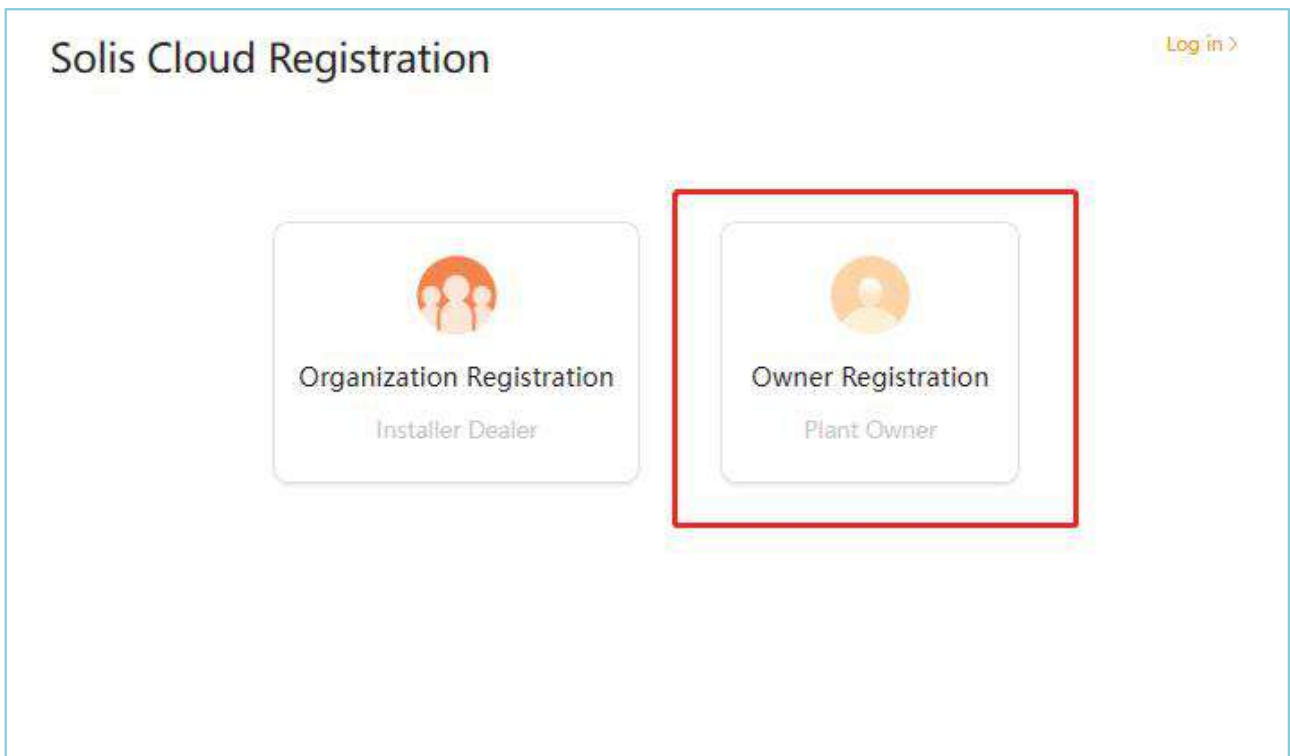 Solis Cloud Registration
Log in >
Organization Registration
Installer Dealer
Owner Registration
Plant Owner